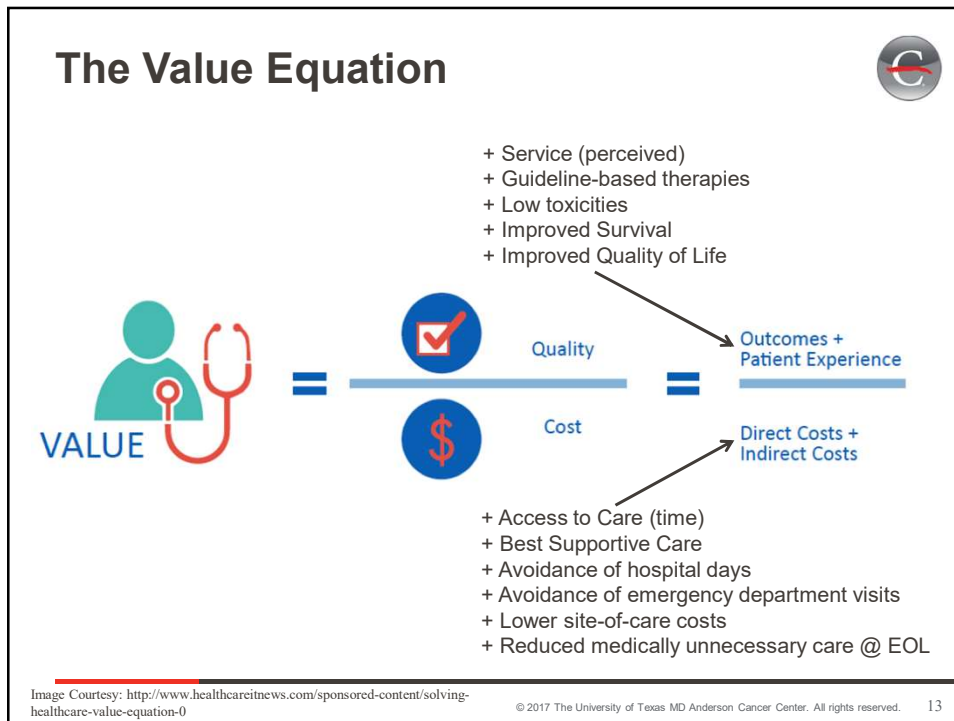 The Value Equation
C
+ Service (perceived)
+ Guideline-based therapies
+ Low toxicities
+ Improved Survival
+ Improved Quality of Life
VALUE
=
Quality
$
Cost
=
Outcomes +
Patient Experience
Direct Costs +
Indirect Costs
+ Access to Care (time)
+ Best Supportive Care
+ Avoidance of hospital days
+ Avoidance of emergency department visits
+ Lower site-of-care costs
+ Reduced medically unnecessary care @ EOL
Image Courtesy: http://www.healthcareitnews.com/sponsored-content/solving-
healthcare-value-equation-0
© 2017 The University of Texas MD Anderson Cancer Center. All rights reserved. 13